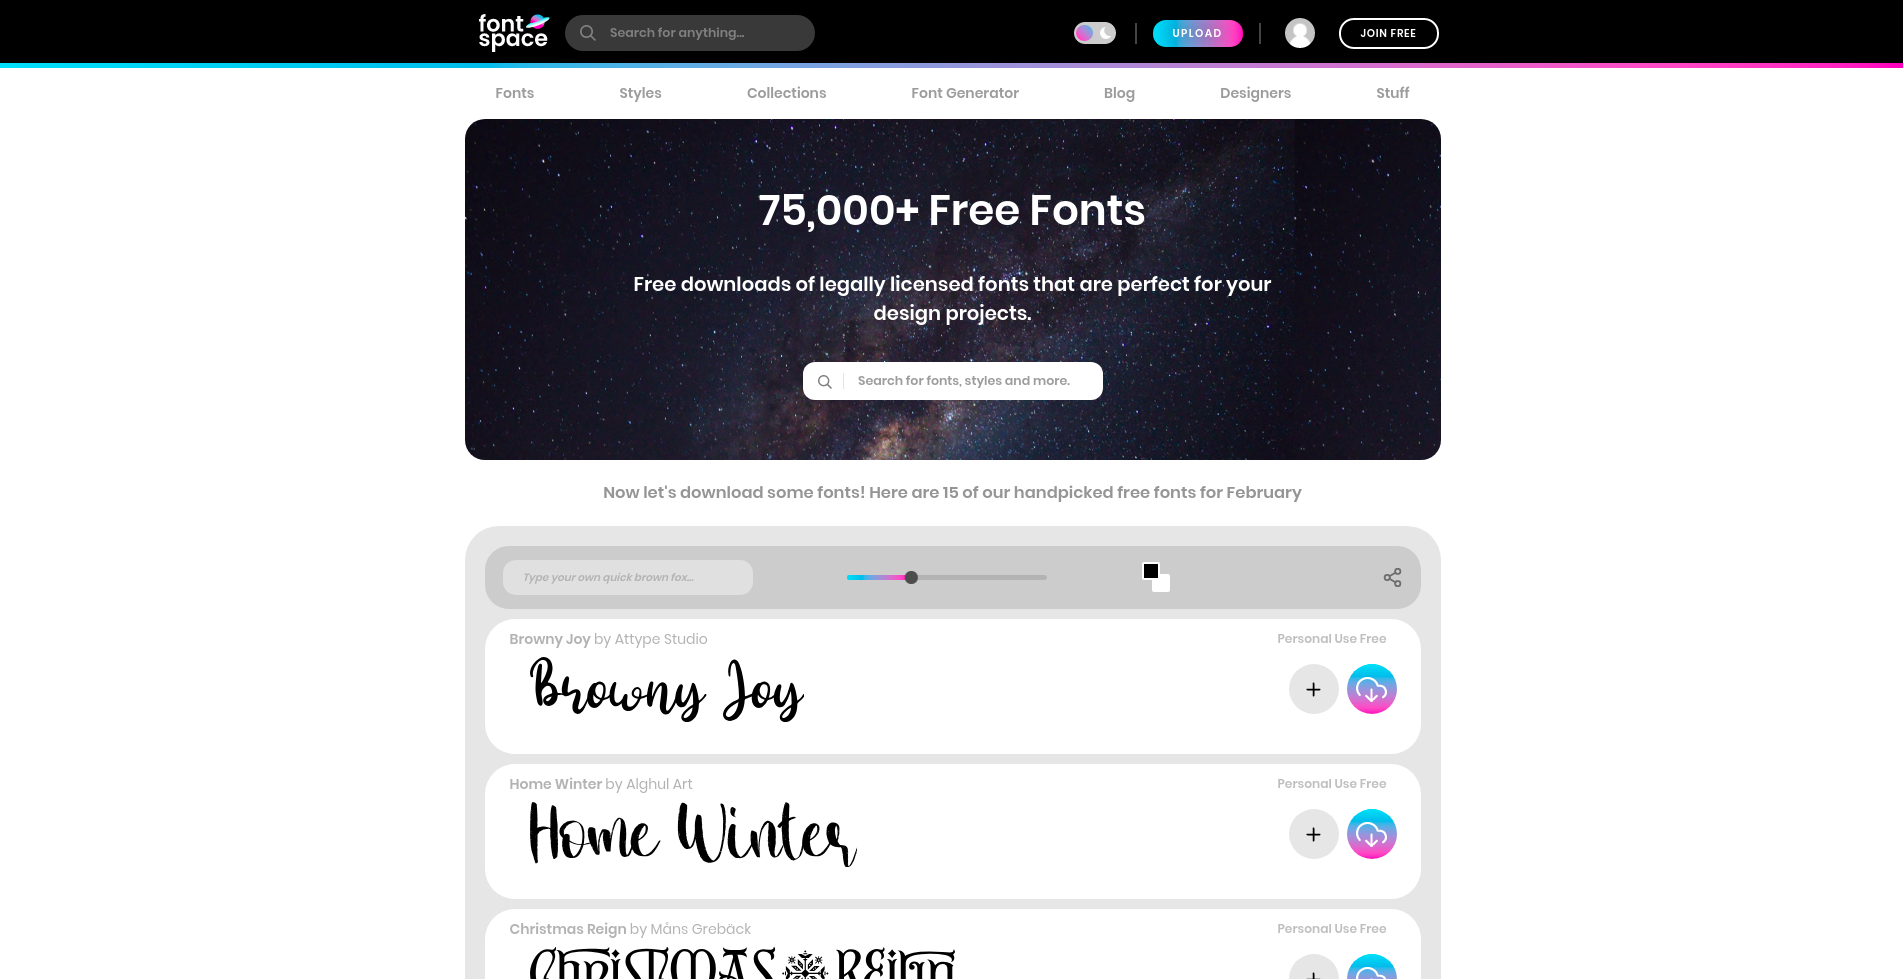 font space
Search for anything...
UPLOAD
JOIN FREE
Fonts
Styles
Collections
Font Generator
Blog
Designers
Stuff
75,000+ Free Fonts
Free downloads of legally licensed fonts that are perfect for your
design projects.
Search for fonts, styles and more.
Now let's download some fonts! Here are 15 of our handpicked free fonts for February
Type your own quick brown fox...
Browny Joy by Attype Studio
Personal Use Free
Browny Joy
Home Winter by Alghul Art
Personal Use Free
Home Winter
Christmas Reign by Måns Grebäck
Personal Use Free
Christmas Reign